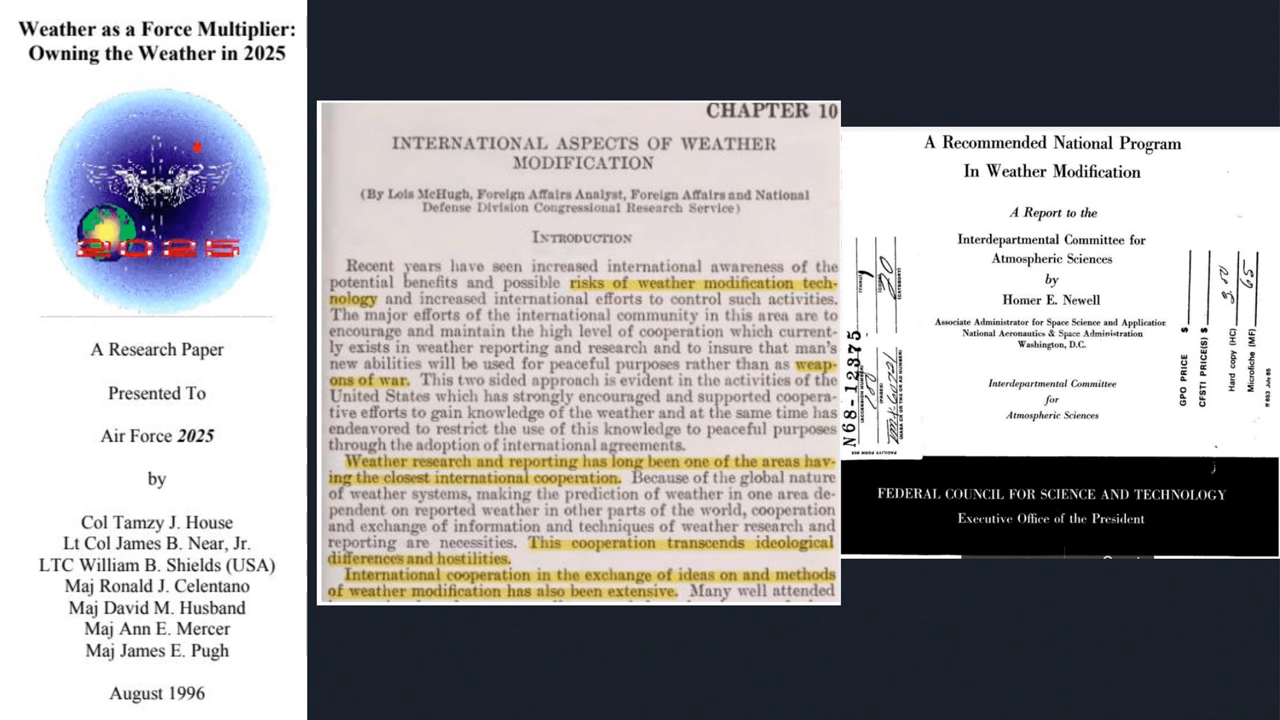 Weather as a Force Multiplier:
Owning the Weather in 2025
2025
A Research Paper
Presented To
Air Force 2025
by
Col Tamzy J. House
Lt Col James B. Near, Jr.
LTC William B. Shields (USA)
Maj Ronald J. Celentano
Maj David M. Husband
Maj Ann E. Mercer
Maj James E. Pugh
August 1996
CHAPTER 10
INTERNATIONAL ASPECTS OF WEATHER
MODIFICATION
(By Lois McHugh, Foreign Affairs Analyst, Foreign Affairs and National
Defense Division Congressional Research Service)
INTRODUCTION
Recent years have seen increased international awareness of the
potential benefits and possible risks of weather modification tech-
nology and increased international efforts to control such activities.
The major efforts of the international community in this area are to
encourage and maintain the high level of cooperation which current-
ly exists in weather reporting and research and to insure that man's
new abilities will be used for peaceful purposes rather than as weap-
ons of war. This two sided approach is evident in the activities of the
United States which has strongly encouraged and supported coopera-
tive efforts to gain knowledge of the weather and at the same time has
endeavored to restrict the use of this knowledge to peaceful purposes
through the adoption of international agreements.
Weather research and reporting has long been one of the areas hav-
ing the closest international cooperation. Because of the global nature
of weather systems, making the prediction of weather in one area de-
pendent on reported weather in other parts of the world, cooperation
and exchange of information and techniques of weather research and
reporting are necessities. This cooperation transcends ideological
differences and hostilities.
International cooperation in the exchange of ideas on and methods
of weather modification has also been extensive. Many well attended
A Recommended National Program
In Weather Modification
A Report to the
Interdepartmental Committee for
Atmospheric Sciences
by
Homer E. Newell
Associate Administrator for Space Science and Application
National Aeronautics & Space Administration
Washington, D.C.
Interdepartmental Committee
for
Atmospheric Sciences
N68-12375
(ACCESSION NUMBER)
(THRU)
(PAGES)
(CODE)
(CATEGORY)
FACILITY FORM 602
GPO PRICE $
CFSTI PRICE(S) $
Hard copy (HC) 3.00
Microfiche (MF) 65
ff 653 July 65
FEDERAL COUNCIL FOR SCIENCE AND TECHNOLOGY
Executive Office of the President